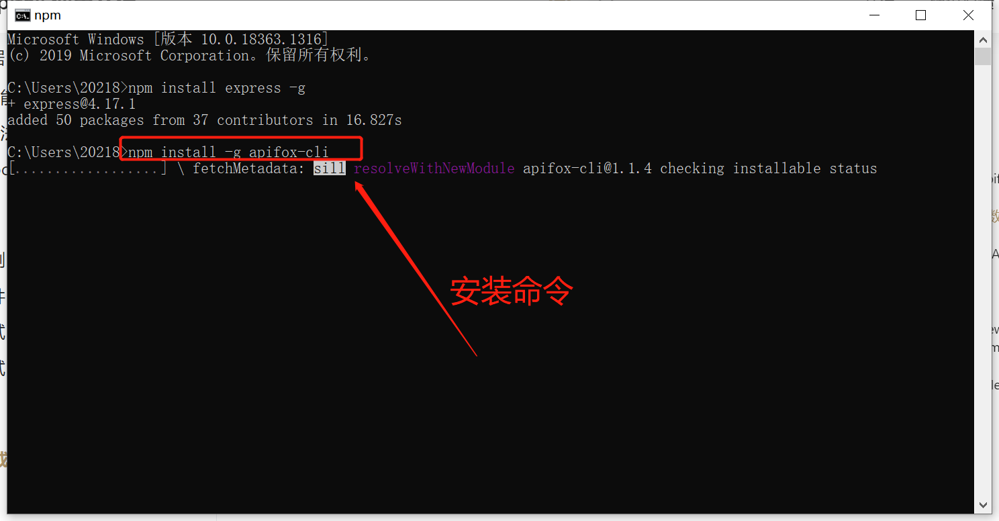 npm
Microsoft Windows [版本 10.0.18363.1316]
(c) 2019 Microsoft Corporation。保留所有权利。
C:\Users\20218>npm install express -g
+ express@4.17.1
added 50 packages from 37 contributors in 16.827s
C:\Users\20218>npm install -g apifox-cli
[..................] \ fetchMetadata: sill resolveWithNewModule apifox-cli@1.1.4 checking installable status
安装命令